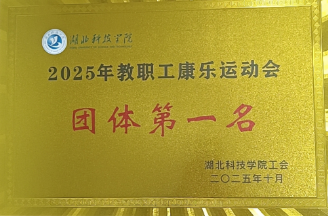 湖北科技学院
2025年教职工康乐运动会
团体第一名
湖北科技学院工会
二〇二五年十月